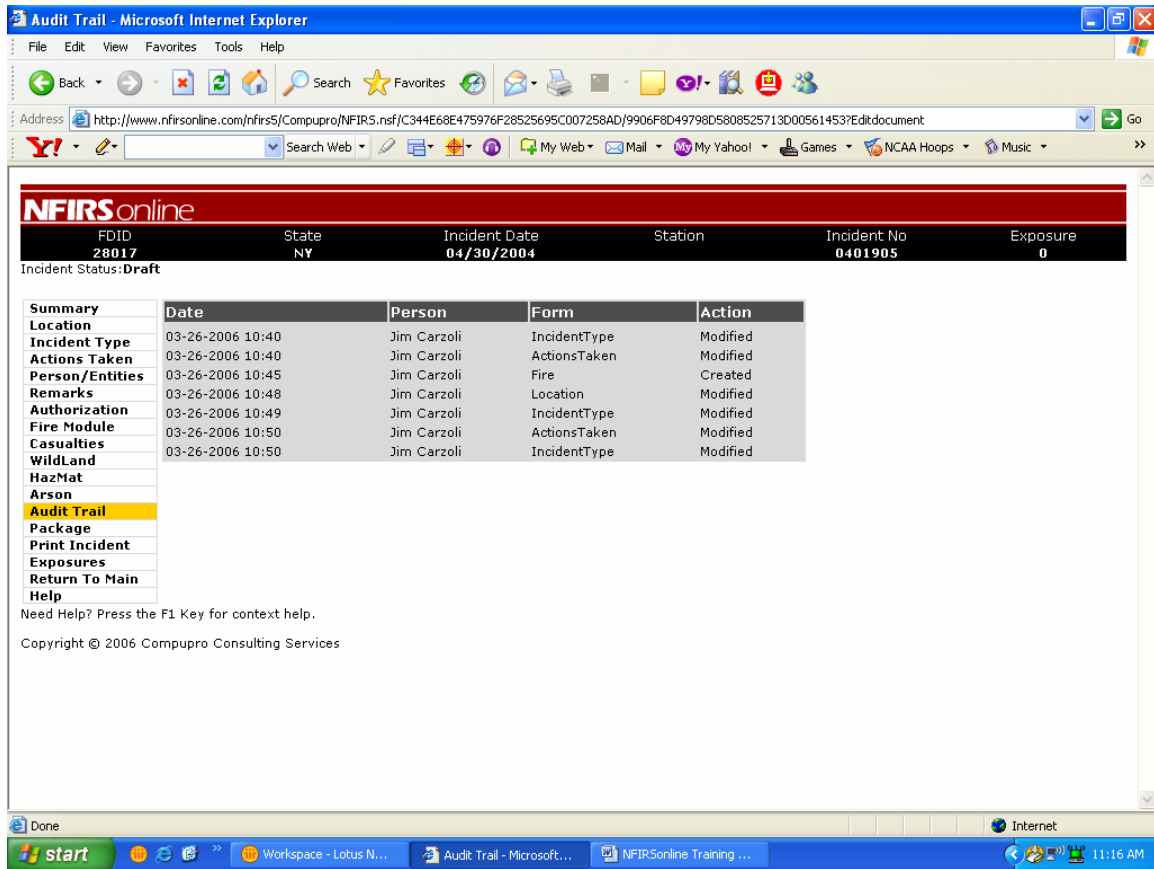 Audit Trail - Microsoft Internet Explorer
File Edit View Favorites Tools Help
Back Search Favorites
Address http://www.nfirsonline.com/nfirs5/Compupro/NFIRS.nsf/C344E68E475976F28525695C007258AD/9906F8D49798D5808525713D00561453?Editdocument Go
Y! Search Web My Web Mail My Yahoo! Games NCAA Hoops Music >>
NFIRSonline
FDID State Incident Date Station Incident No Exposure
28017 NY 04/30/2004 0401905 0
Incident Status:Draft
Summary
Location
Incident Type
Actions Taken
Person/Entities
Remarks
Authorization
Fire Module
Casualties
WildLand
HazMat
Arson
Audit Trail
Package
Print Incident
Exposures
Return To Main
Help
Date Person Form Action
03-26-2006 10:40 Jim Carzoli IncidentType Modified
03-26-2006 10:40 Jim Carzoli ActionsTaken Modified
03-26-2006 10:45 Jim Carzoli Fire Created
03-26-2006 10:48 Jim Carzoli Location Modified
03-26-2006 10:49 Jim Carzoli IncidentType Modified
03-26-2006 10:50 Jim Carzoli ActionsTaken Modified
03-26-2006 10:50 Jim Carzoli IncidentType Modified
Need Help? Press the F1 Key for context help.
Copyright © 2006 Compupro Consulting Services
Done Internet
start Workspace - Lotus N... Audit Trail - Microsoft... NFIRSonline Training ... 11:16 AM